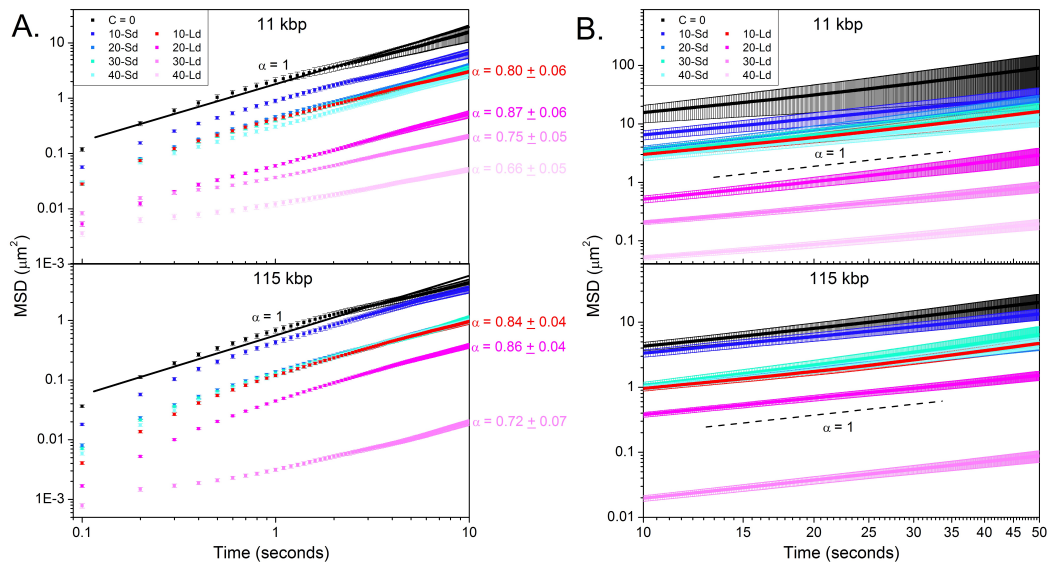 A.
11 kbp
C = 0
10-Sd 10-Ld
20-Sd 20-Ld
30-Sd 30-Ld
40-Sd 40-Ld
α = 1
10
1
0.1
0.01
1E-3
α = 0.80 ± 0.06
α = 0.87 ± 0.06
α = 0.75 ± 0.05
α = 0.66 ± 0.05
MSD (µm²)
115 kbp
α = 1
1
0.1
0.01
1E-3
α = 0.84 ± 0.04
α = 0.86 ± 0.04
α = 0.72 ± 0.07
0.1 1 10
Time (seconds)
B.
11 kbp
C = 0
10-Sd 10-Ld
20-Sd 20-Ld
30-Sd 30-Ld
40-Sd 40-Ld
100
10
1
0.1
α = 1
MSD (µm²)
115 kbp
10
1
0.1
0.01
α = 1
10 15 20 25 30 35 40 45 50
Time (seconds)